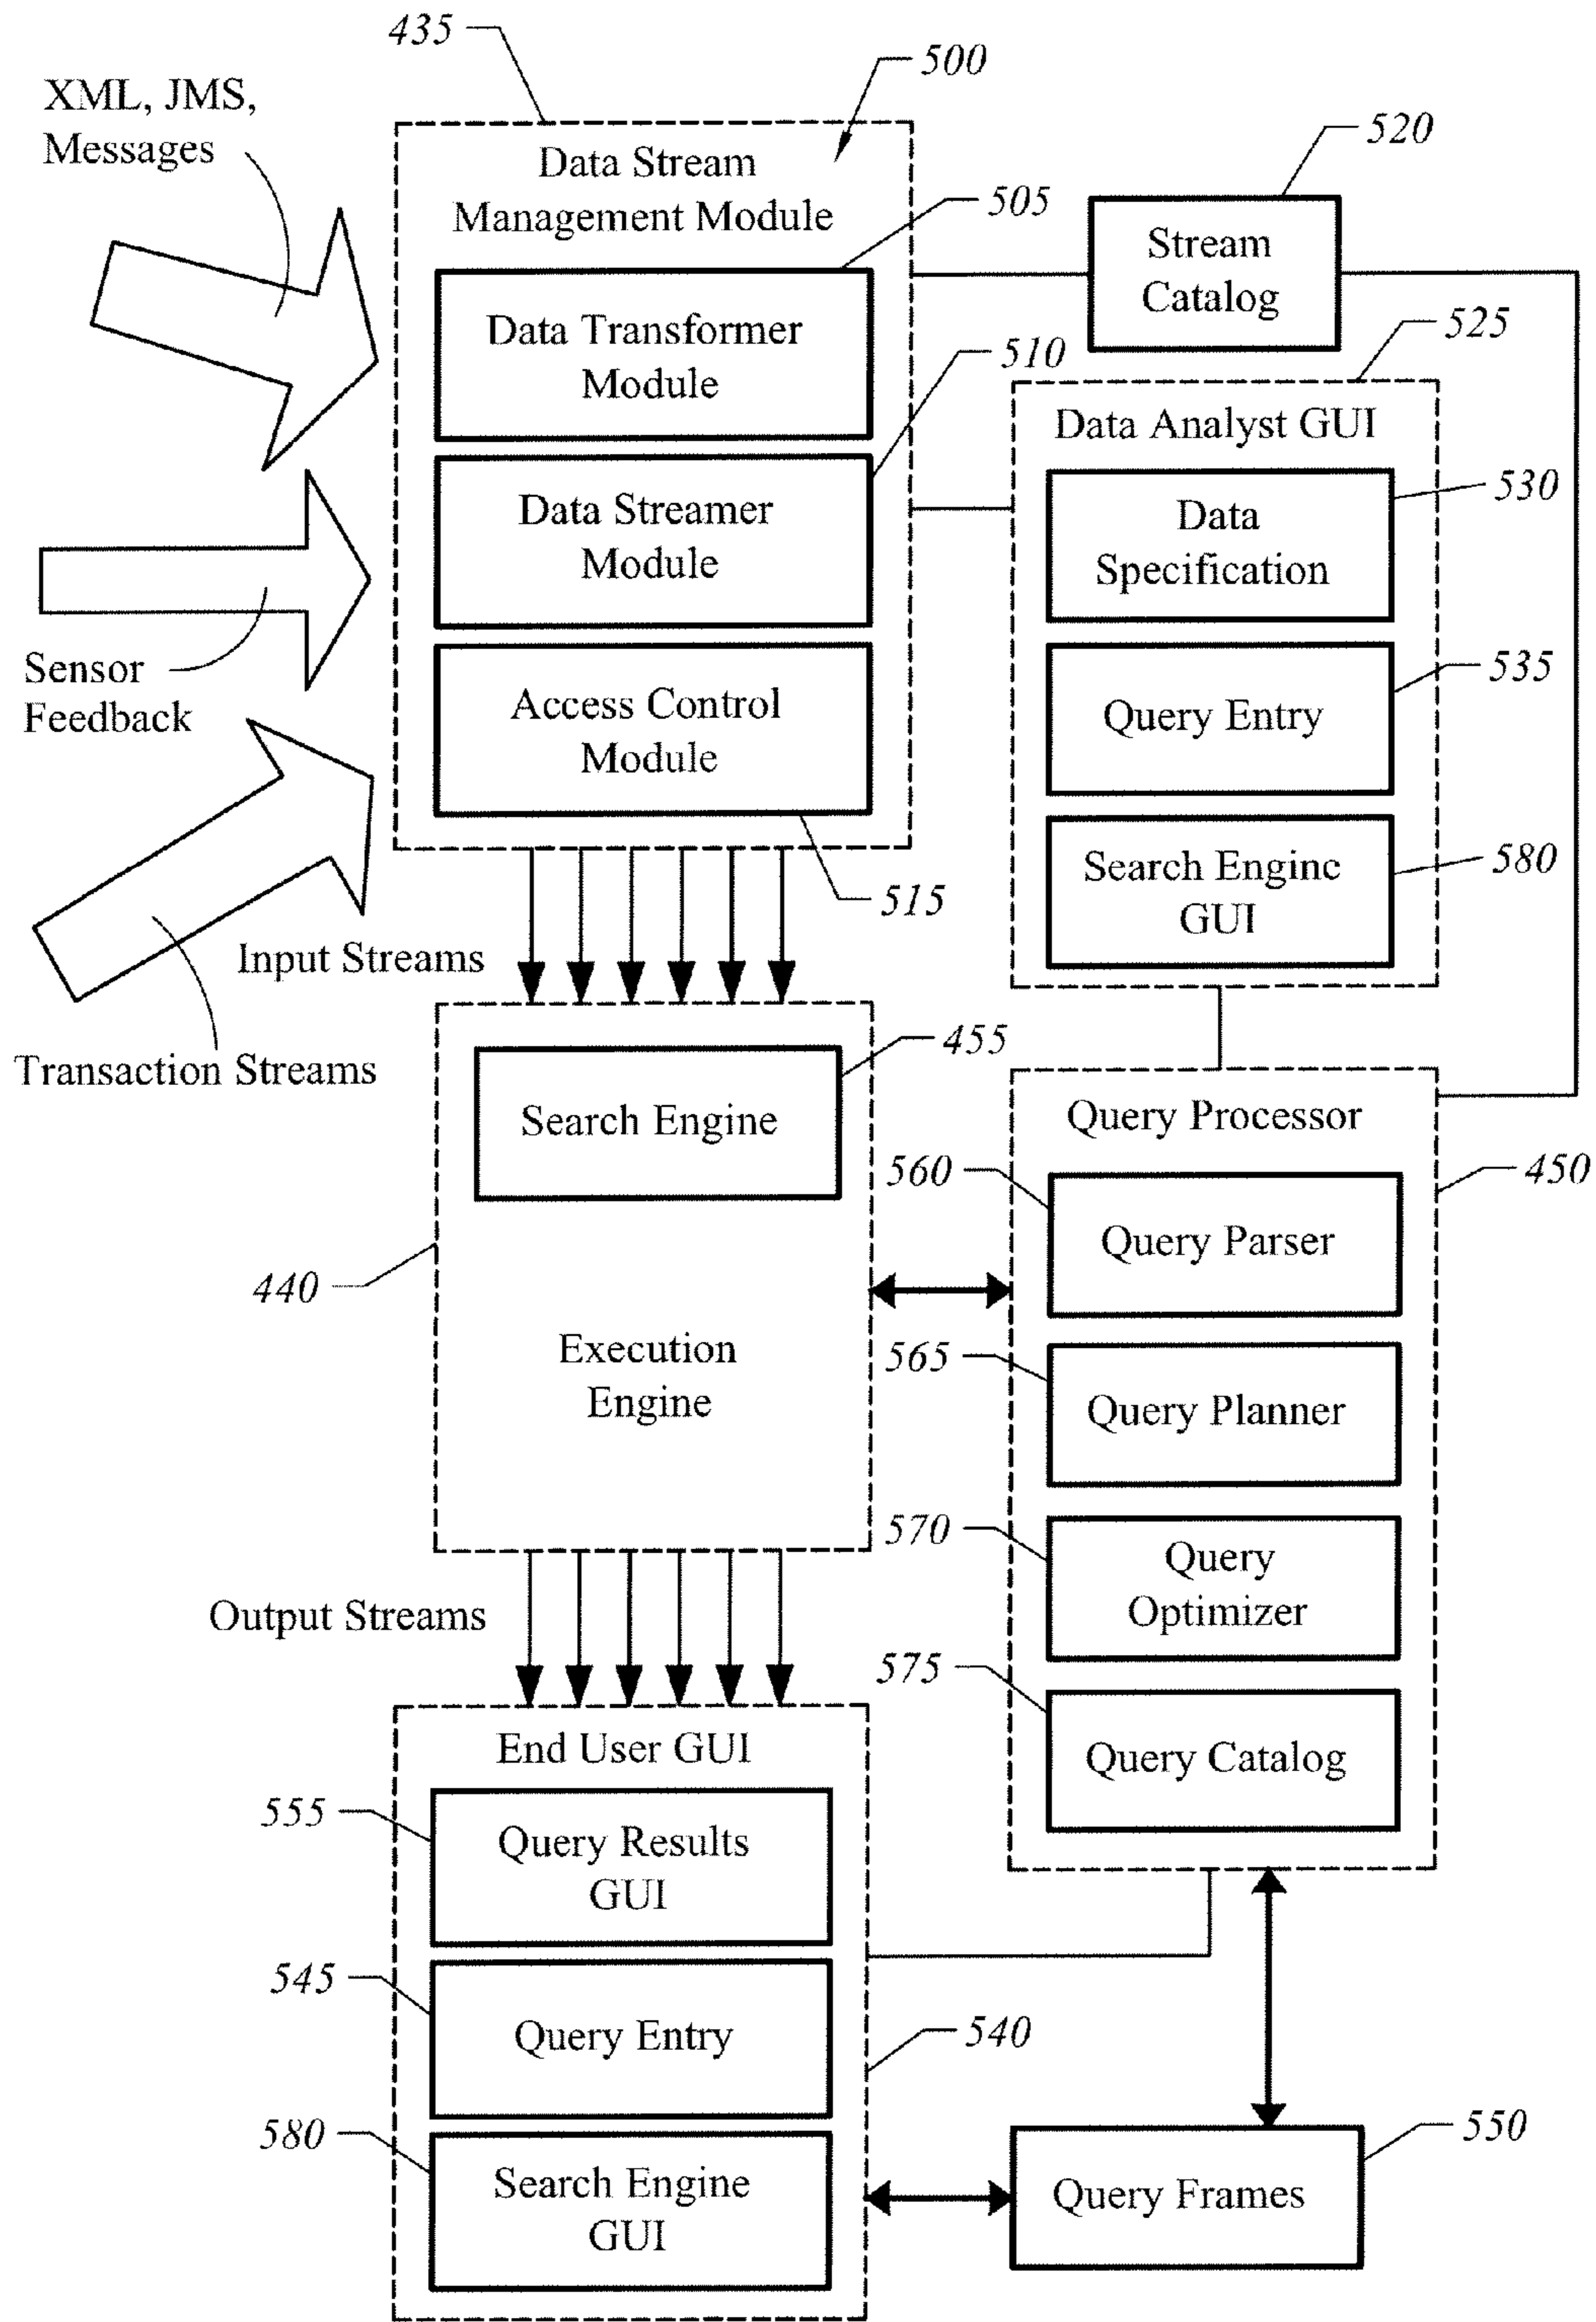 435
500
XML, JMS,
Messages
Data Stream
Management Module
520
505
Stream
Catalog
Data Transformer
Module
510
525
Data Analyst GUI
Data Streamer
Module
530
Data
Specification
Sensor
Feedback
535
Access Control
Module
Query Entry
580
Search Engine
GUI
515
Input Streams
Transaction Streams
455
Search Engine
Query Processor
560
450
Query Parser
440
Execution
Engine
565
Query Planner
570
Query
Optimizer
Output Streams
575
Query Catalog
End User GUI
555
Query Results
GUI
545
Query Entry
540
580
Search Engine
GUI
550
Query Frames